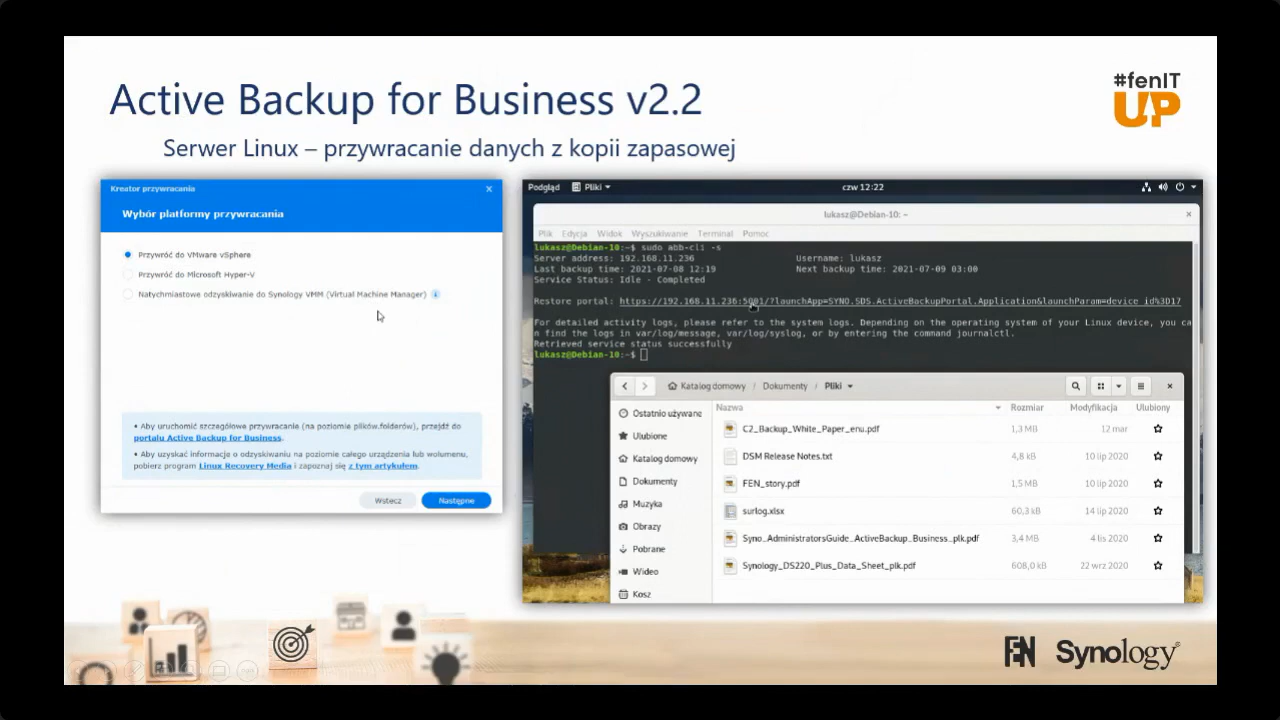 Active Backup for Business v2.2
#fenIT
UP
Serwer Linux – przywracanie danych z kopii zapasowej
Kreator przywracania
Wybór platformy przywracania
Przywróć do VMware vSphere
Przywróć do Microsoft Hyper-V
Natychmiastowe odzyskiwanie do Synology VMM (Virtual Machine Manager)
• Aby uruchomić szczegółowe przywracanie (na poziomie plików.folderów), przejdź do
portalu Active Backup for Business.
• Aby uzyskać informacje o odzyskiwaniu na poziomie całego urządzenia lub wolumenu,
pobierz program Linux Recovery Media i zapoznaj się z tym artykułem.
Wstecz
Następne
Podgląd Pliki czw 12:22
lukasz@Debian-10: ~
Plik Edycja Widok Wyszukiwanie Terminal Pomoc
lukasz@Debian-10:~$ sudo abb-cli -s
Server address: 192.168.11.236 Username: lukasz
Last backup time: 2021-07-08 12:19 Next backup time: 2021-07-09 03:00
Service Status: Idle - Completed
Restore portal: https://192.168.11.236:5001/?launchApp=SYNO.SDS.ActiveBackupPortal.Application&launchParam=device_id%3D17
For detailed activity logs, please refer to the system logs. Depending on the operating system of your Linux device, you ca
n find the logs in var/log/message, var/log/syslog, or by entering the command journalctl.
Retrieved service status successfully
lukasz@Debian-10:~$
Katalog domowy / Dokumenty / Pliki
Nazwa Rozmiar Modyfikacja Ulubiony
Ostatnio używane
Ulubione
Katalog domowy
Dokumenty
Muzyka
Obrazy
Pobrane
Wideo
Kosz
C2_Backup_White_Paper_enu.pdf 1,3 MB 12 mar
DSM Release Notes.txt 4,8 kB 10 lip 2020
FEN_story.pdf 1,5 MB 10 lip 2020
surlog.xlsx 60,3 kB 14 lip 2020
Syno_AdministratorsGuide_ActiveBackup_Business_plk.pdf 3,4 MB 4 lis 2020
Synology_DS220_Plus_Data_Sheet_plk.pdf 608,0 kB 22 wrz 2020
FEN Synology